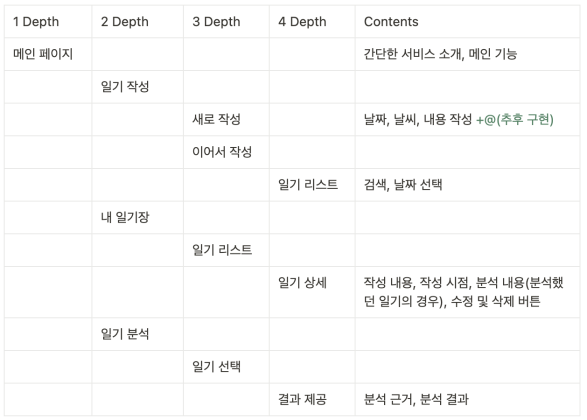 1 Depth 2 Depth 3 Depth 4 Depth Contents
메인 페이지 간단한 서비스 소개, 메인 기능
일기 작성
새로 작성 날짜, 날씨, 내용 작성 +@(추후 구현)
이어서 작성
일기 리스트 검색, 날짜 선택
내 일기장
일기 리스트
일기 상세 작성 내용, 작성 시점, 분석 내용(분석했
던 일기의 경우), 수정 및 삭제 버튼
일기 분석
일기 선택
결과 제공 분석 근거, 분석 결과